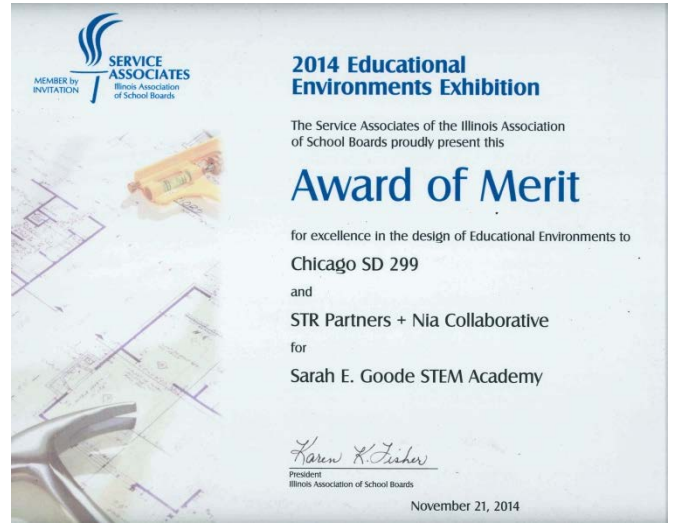 SERVICE
ASSOCIATES
MEMBER by
INVITATION
Illinois Association
of School Boards
2014 Educational
Environments Exhibition
The Service Associates of the Illinois Association
of School Boards proudly present this
Award of Merit
for excellence in the design of Educational Environments to
Chicago SD 299
and
STR Partners + Nia Collaborative
for
Sarah E. Goode STEM Academy
Karen K. Fisher
President
Illinois Association of School Boards
November 21, 2014